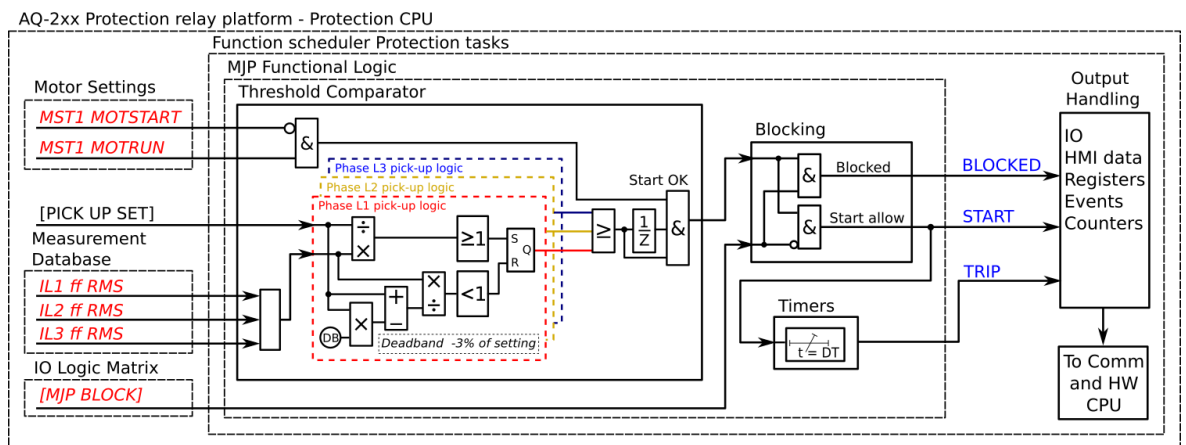 AQ-2xx Protection relay platform - Protection CPU
Function scheduler Protection tasks
MJP Functional Logic
Threshold Comparator
Motor Settings
MST1 MOTSTART
MST1 MOTRUN
&
Phase L3 pick-up logic
Phase L2 pick-up logic
Phase L1 pick-up logic
[PICK UP SET]
Measurement
Database
IL1 ff RMS
IL2 ff RMS
IL3 ff RMS
÷
×
≥1
S
Q
R
×
÷
<1
+
−
×
DB
Deadband -3% of setting
≥
1
Z
Start OK
&
IO Logic Matrix
[MJP BLOCK]
Blocking
&
Blocked
&
Start allow
Timers
t = DT
BLOCKED
START
TRIP
Output
Handling
IO
HMI data
Registers
Events
Counters
To Comm
and HW
CPU